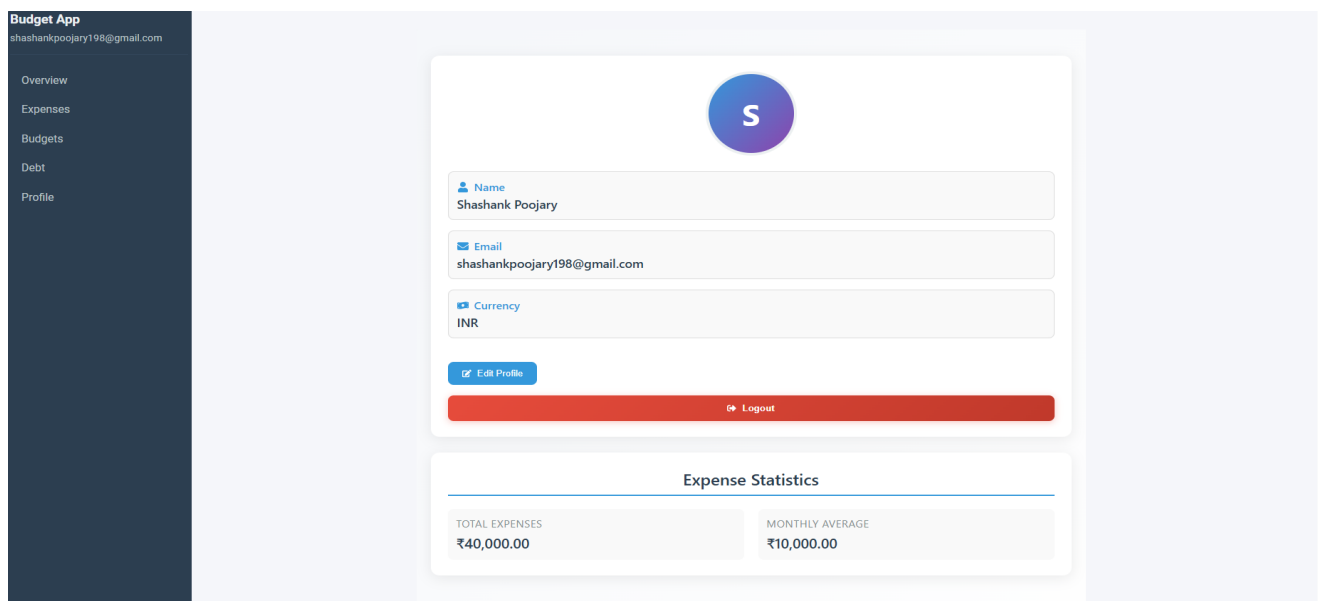 Budget App
shashankpoojary198@gmail.com
Overview
Expenses
Budgets
Debt
Profile
S
Name
Shashank Poojary
Email
shashankpoojary198@gmail.com
Currency
INR
Edit Profile
Logout
Expense Statistics
TOTAL EXPENSES
₹40,000.00
MONTHLY AVERAGE
₹10,000.00